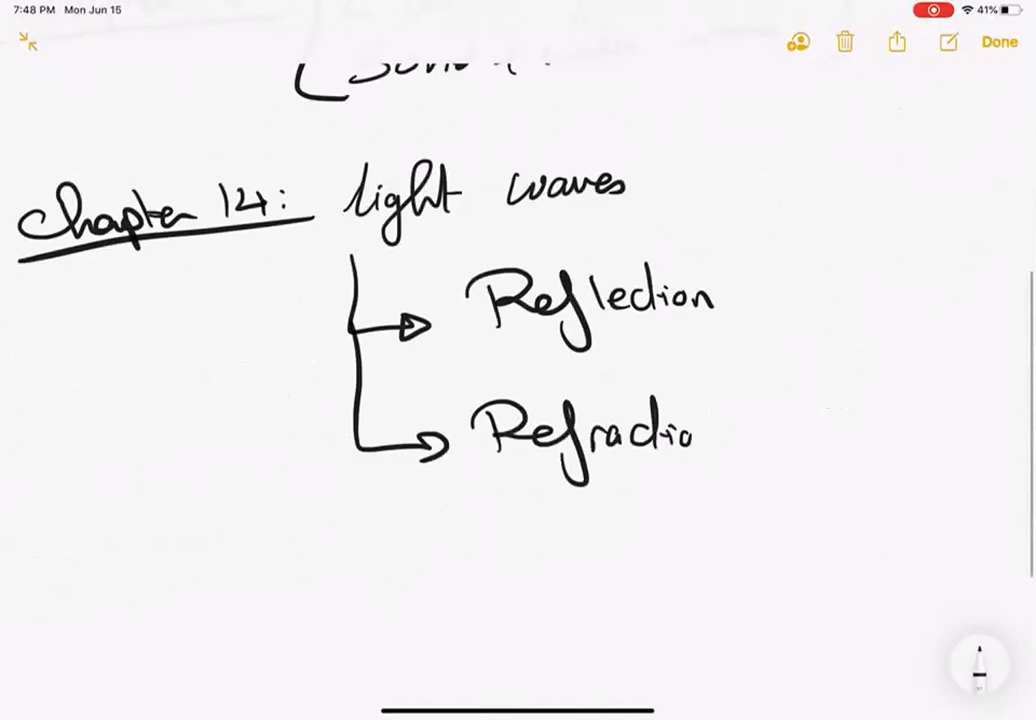 7:48 PM Mon Jun 15
41%
Done
Chapter 14: light waves
Reflection
Refractio